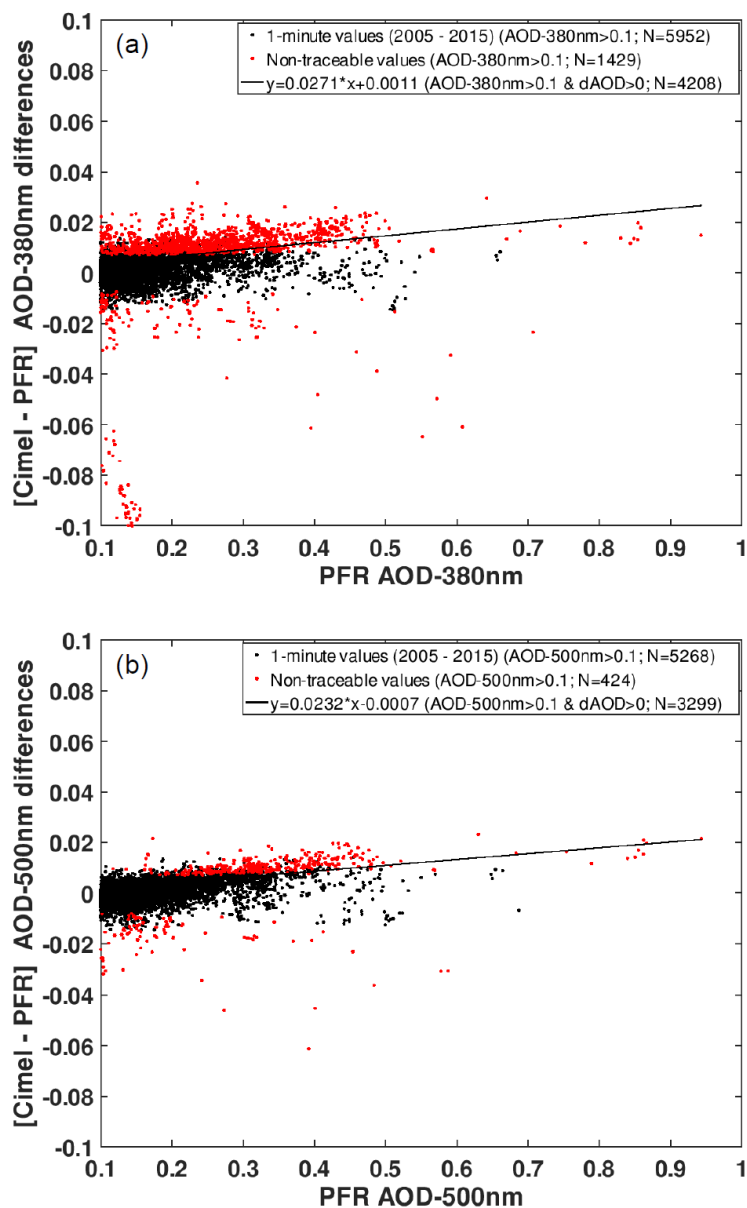 (a)
1-minute values (2005 - 2015) (AOD-380nm>0.1; N=5952)
Non-traceable values (AOD-380nm>0.1; N=1429)
y=0.0271*x+0.0011 (AOD-380nm>0.1 & dAOD>0; N=4208)
[Cimel - PFR] AOD-380nm differences
0.1
0.08
0.06
0.04
0.02
0
-0.02
-0.04
-0.06
-0.08
-0.1
0.1 0.2 0.3 0.4 0.5 0.6 0.7 0.8 0.9 1
PFR AOD-380nm
(b)
1-minute values (2005 - 2015) (AOD-500nm>0.1; N=5268)
Non-traceable values (AOD-500nm>0.1; N=424)
y=0.0232*x-0.0007 (AOD-500nm>0.1 & dAOD>0; N=3299)
[Cimel - PFR] AOD-500nm differences
0.1
0.08
0.06
0.04
0.02
0
-0.02
-0.04
-0.06
-0.08
-0.1
0.1 0.2 0.3 0.4 0.5 0.6 0.7 0.8 0.9 1
PFR AOD-500nm